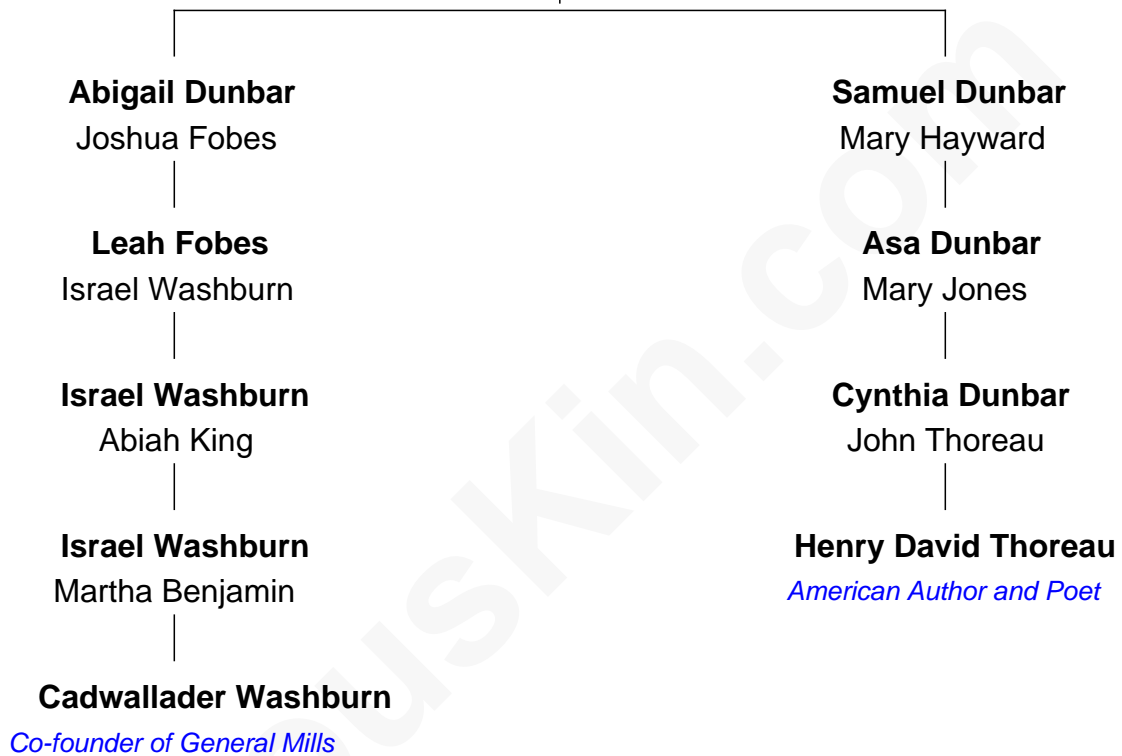 Abigail Dunbar
Joshua Fobes
Leah Fobes
Israel Washburn
Israel Washburn
Abiah King
Israel Washburn
Martha Benjamin
Cadwallader Washburn
Co-founder of General Mills
Samuel Dunbar
Mary Hayward
Asa Dunbar
Mary Jones
Cynthia Dunbar
John Thoreau
Henry David Thoreau
American Author and Poet
ousKin.com